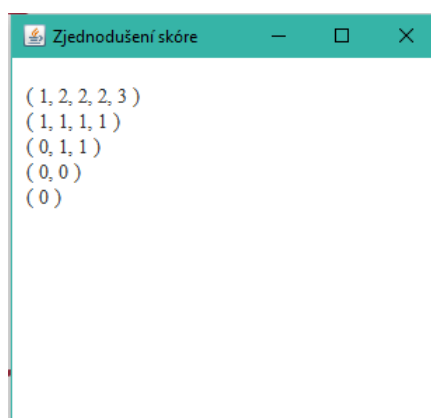 Zjednodušení skóre
( 1, 2, 2, 2, 3 )
( 1, 1, 1, 1 )
( 0, 1, 1 )
( 0, 0 )
( 0 )